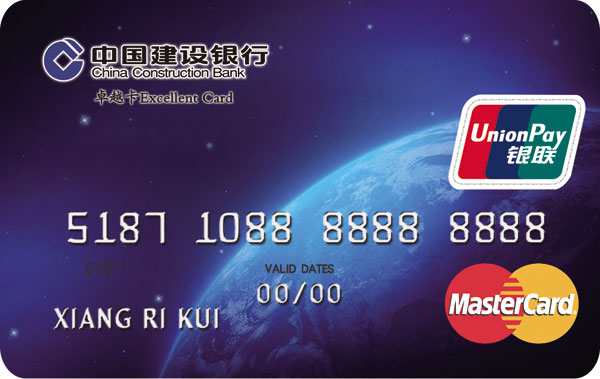 中国建设银行
China Construction Bank
卓越卡Excellent Card
UnionPay
银联
5187 1088 8888 8888
5187 VALID DATES
00/00
XIANG RI KUI
MasterCard